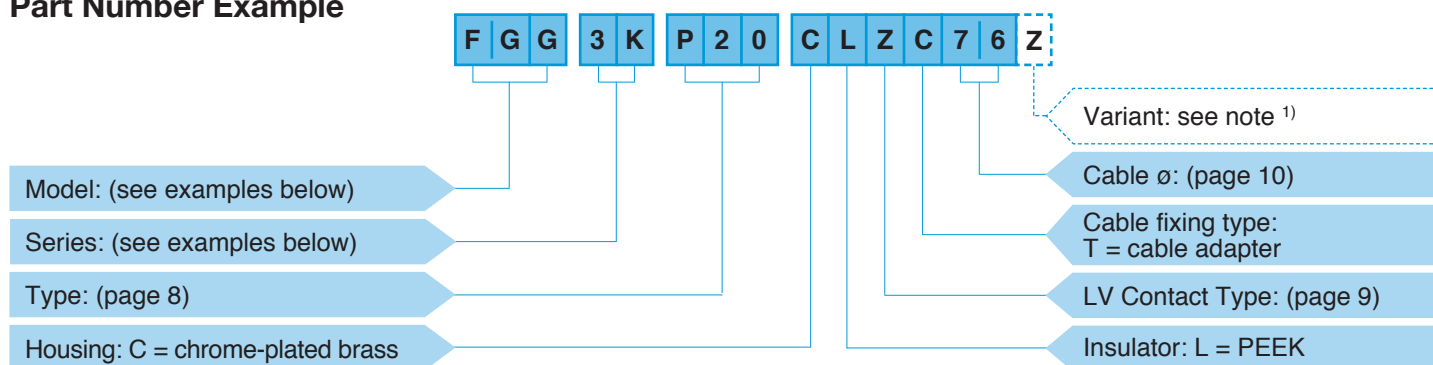 Part Number Example
F G G 3 K P 2 0 C L Z C 7 6 Z
Variant: see note 1)
Model: (see examples below)
Cable ø: (page 10)
Series: (see examples below)
Cable fixing type:
T = cable adapter
Type: (page 8)
LV Contact Type: (page 9)
Housing: C = chrome-plated brass
Insulator: L = PEEK